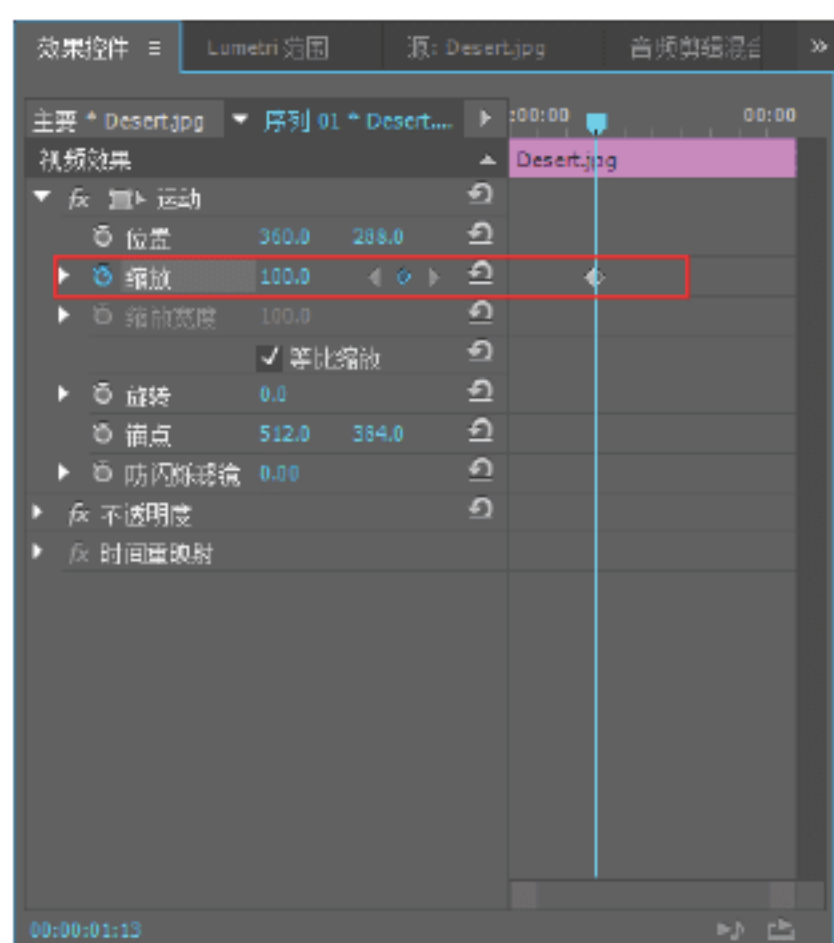 效果控件 Lumetri 范围 源: Desert.jpg 音频剪辑混合 »
主要 * Desert.jpg 序列 01 * Desert.... :00:00 00:00
视频效果 Desert.jpg
fx 运动
位置 360.0 288.0
缩放 100.0
缩放宽度 100.0
等比缩放
旋转 0.0
锚点 512.0 384.0
防闪烁滤镜 0.00
fx 不透明度
fx 时间重映射
00:00:01:13